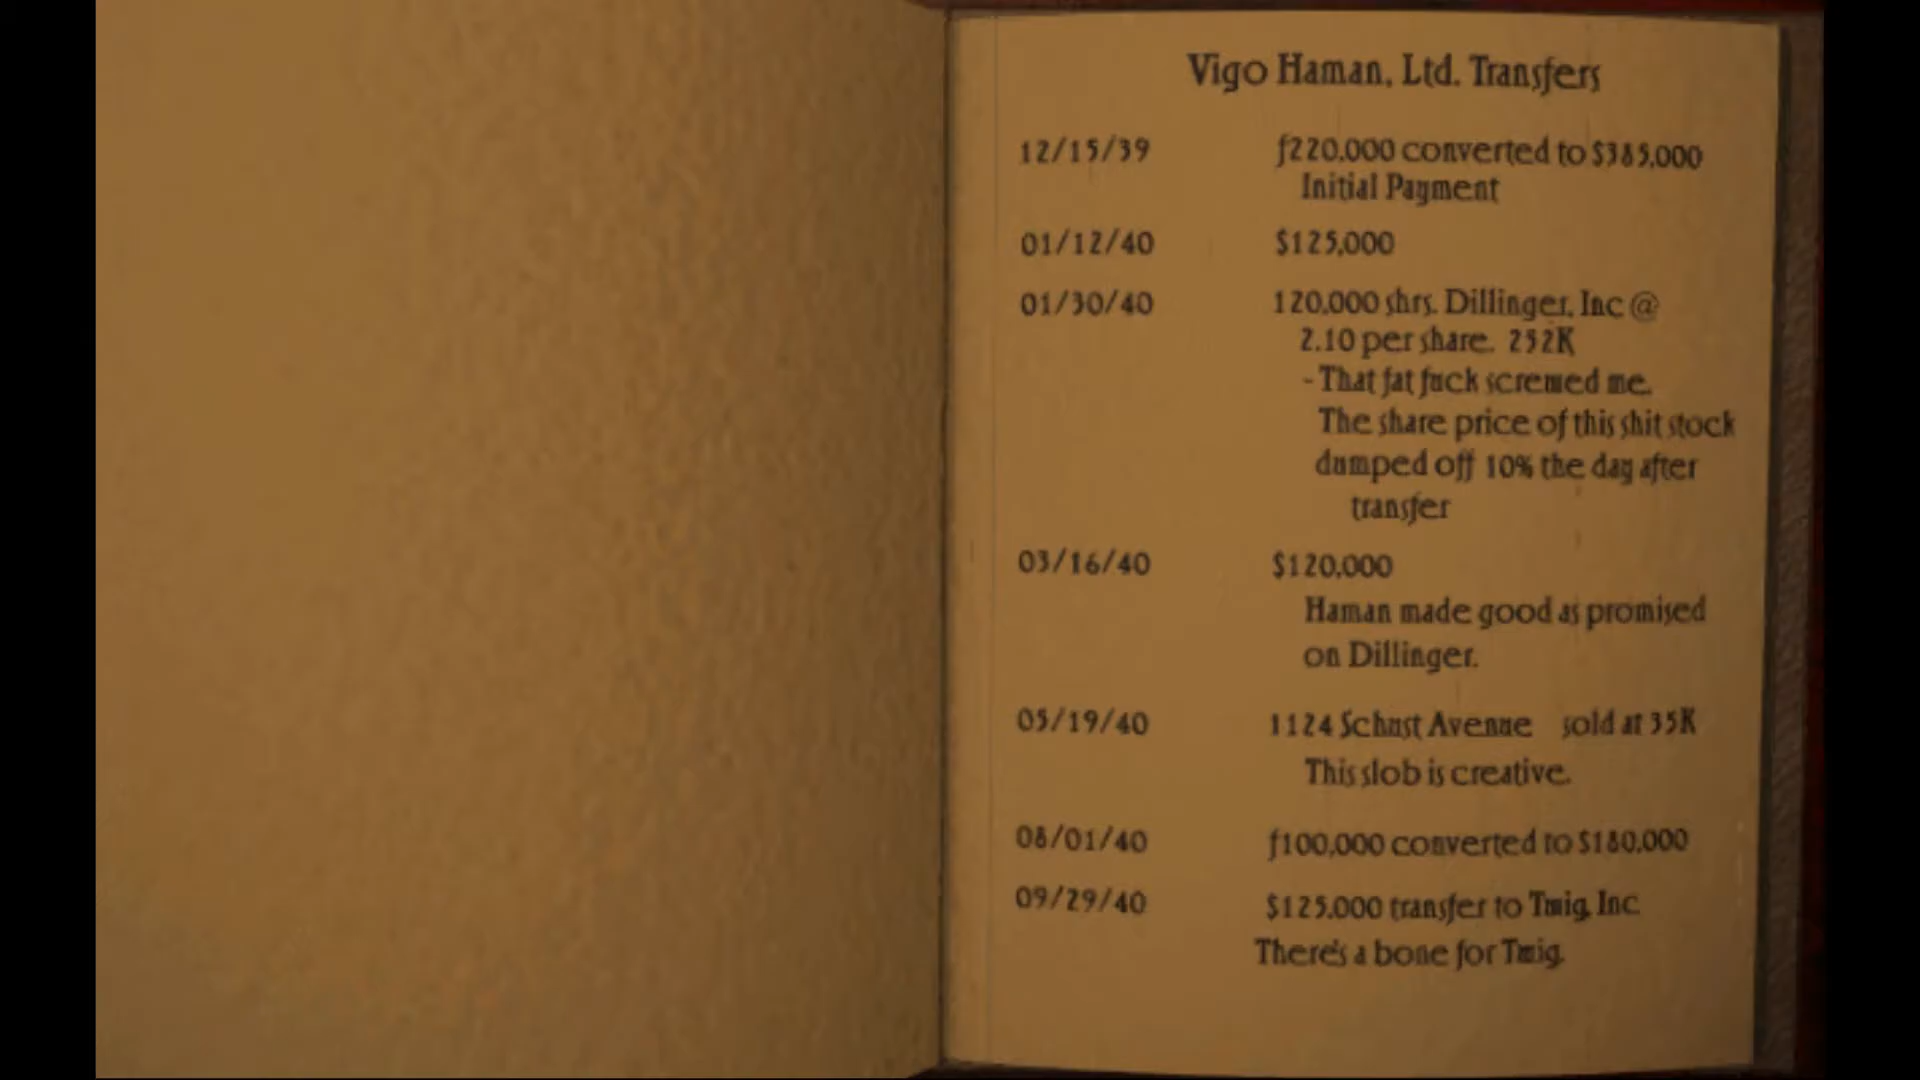 Vigo Haman, Ltd. Transfers
12/15/39 ƒ220,000 converted to $385,000
Initial Payment
01/12/40 $125,000
01/30/40 120,000 shrs. Dillinger, Inc @
2.10 per share. 252K
- That fat fuck screwed me.
The share price of this shit stock
dumped off 10% the day after
transfer
03/16/40 $120,000
Haman made good as promised
on Dillinger.
05/19/40 1124 Schust Avenue sold at 35K
This slob is creative.
08/01/40 ƒ100,000 converted to $180,000
09/29/40 $125,000 transfer to Twig, Inc.
There's a bone for Twig.